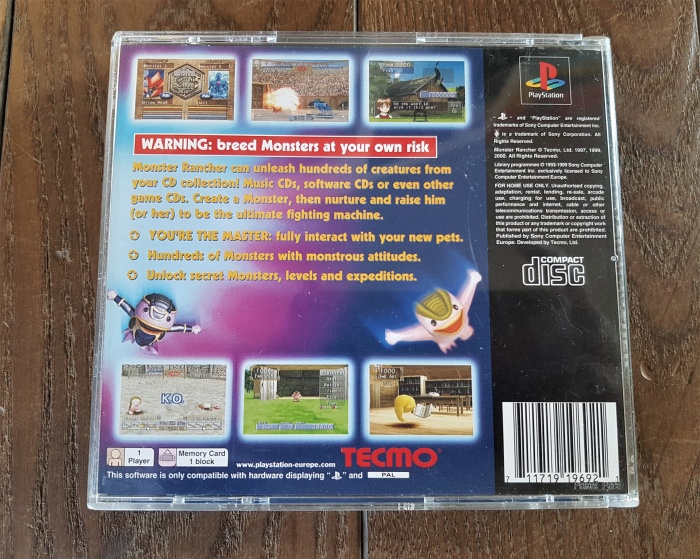 PlayStation
WARNING: breed Monsters at your own risk
Monster Rancher can unleash hundreds of creatures from
your CD collection! Music CDs, software CDs or even other
game CDs. Create a Monster, then nurture and raise him
(or her) to be the ultimate fighting machine.
YOU'RE THE MASTER: fully interact with your new pets.
Hundreds of Monsters with monstrous attitudes.
Unlock secret Monsters, levels and expeditions.
KO
1
Player
Memory Card
1 block
www.playstation-europe.com
TECMO
This software is only compatible with hardware displaying " " and
PAL
" " and "PlayStation" are registered
trademarks of Sony Computer Entertainment Inc.
is a trademark of Sony Corporation. All
Rights Reserved.
Monster Rancher © Tecmo, Ltd. 1997, 1999,
2000. All Rights Reserved.
Library programmes © 1993-1999 Sony Computer
Entertainment Inc. exclusively licensed to Sony
Computer Entertainment Europe.
FOR HOME USE ONLY. Unauthorised copying,
adaptation, rental, lending, re-sale, arcade
use, charging for use, broadcast, public
performance and internet, cable or other
telecommunications transmission, access or
use are prohibited. Distribution or extraction of
this product or any trademark or copyright work
that forms part of this product are prohibited.
Published by Sony Computer Entertainment
Europe. Developed by Tecmo, Ltd.
COMPACT
disc
7 11719 19692